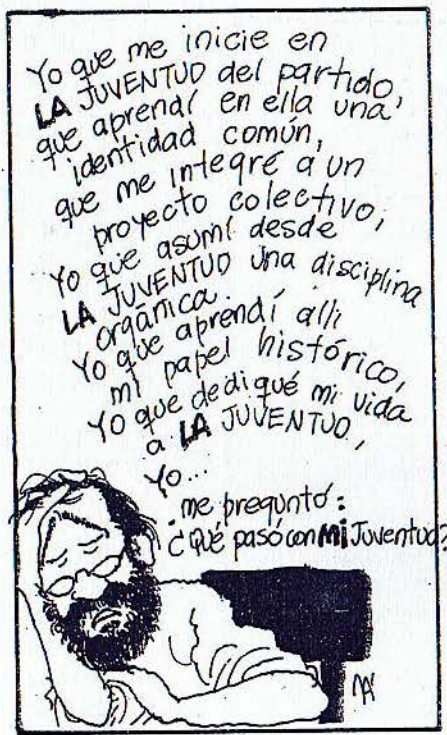 Yo que me inicie en
LA JUVENTUD del partido,
que aprendí en ella una
identidad común,
que me integré a un
proyecto colectivo,
Yo que asumí desde
LA JUVENTUD una disciplina
orgánica.
Yo que aprendí allí
mi papel histórico,
Yo que dediqué mi vida
a LA JUVENTUD,
Yo...
me preguntó:
¿Qué pasó con Mi Juventud?